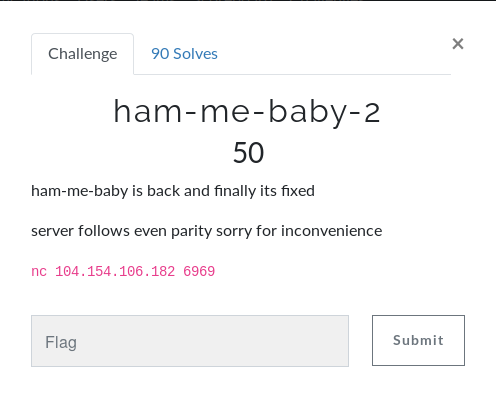 Challenge
90 Solves
×
ham-me-baby-2
50
ham-me-baby is back and finally its fixed
server follows even parity sorry for inconvenience
nc 104.154.106.182 6969
Flag
Submit